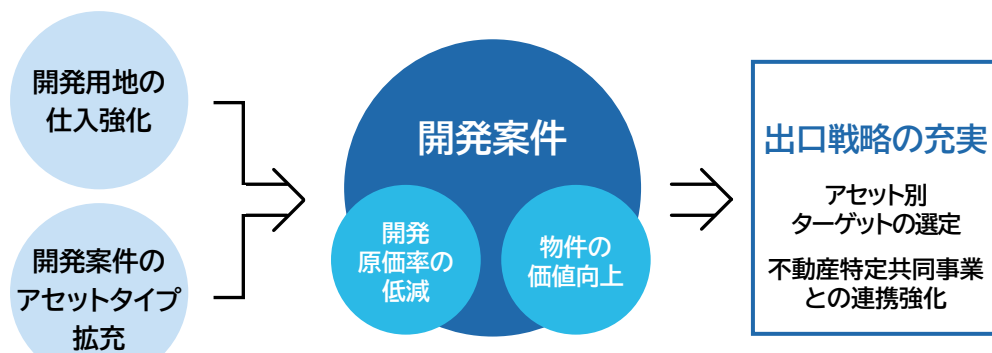 開発用地の
仕入強化
開発案件の
アセットタイプ
拡充
開発案件
開発
原価率の
低減
物件の
価値向上
出口戦略の充実
アセット別
ターゲットの選定
不動産特定共同事業
との連携強化